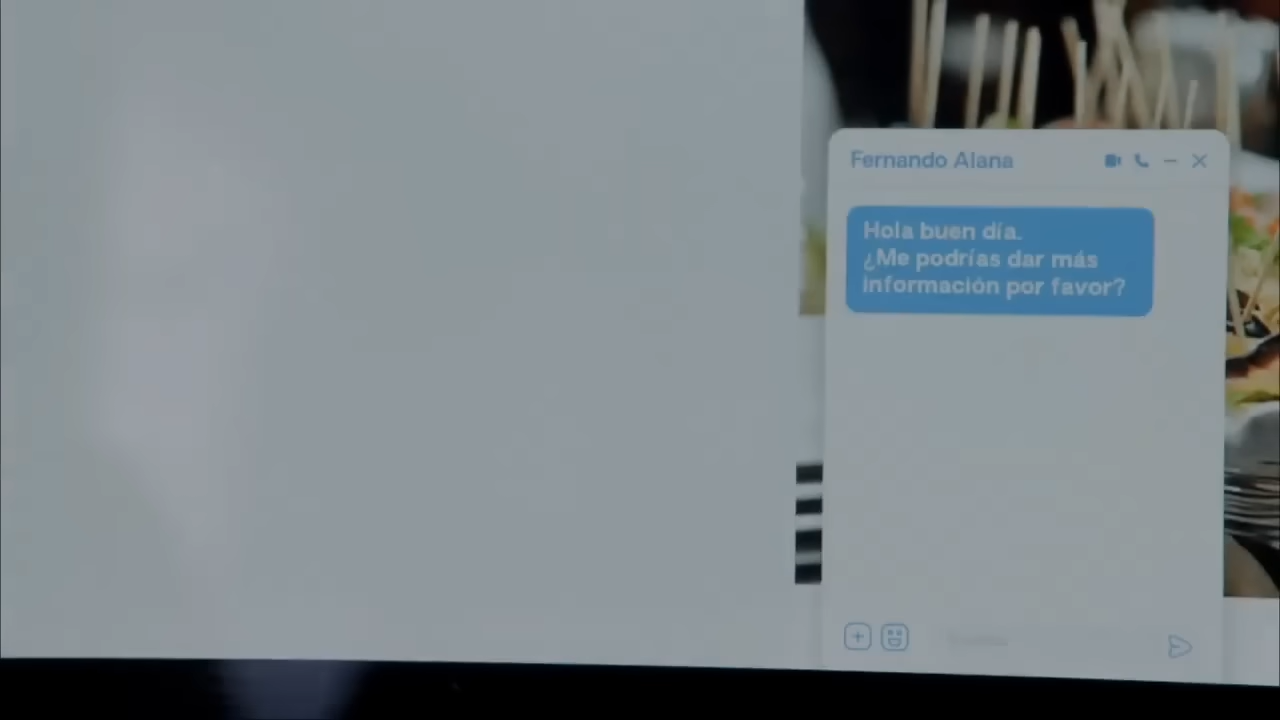 Fernando Alana
Hola buen día.
¿Me podrías dar más
información por favor?